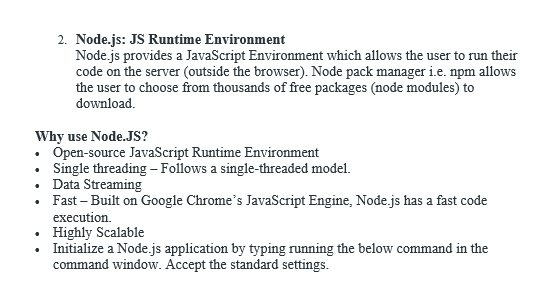 2. Node.js: JS Runtime Environment
Node.js provides a JavaScript Environment which allows the user to run their
code on the server (outside the browser). Node pack manager i.e. npm allows
the user to choose from thousands of free packages (node modules) to
download.
Why use Node.JS?
• Open-source JavaScript Runtime Environment
• Single threading – Follows a single-threaded model.
• Data Streaming
• Fast – Built on Google Chrome’s JavaScript Engine, Node.js has a fast code
execution.
• Highly Scalable
• Initialize a Node.js application by typing running the below command in the
command window. Accept the standard settings.